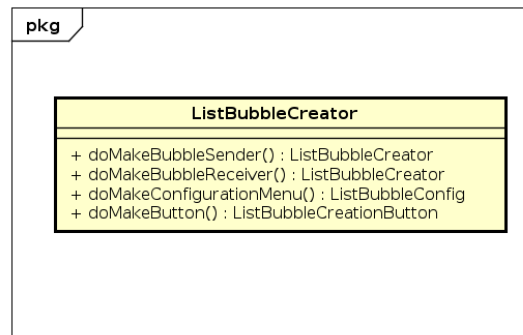 pkg
ListBubbleCreator
+ doMakeBubbleSender() : ListBubbleCreator
+ doMakeBubbleReceiver() : ListBubbleCreator
+ doMakeConfigurationMenu() : ListBubbleConfig
+ doMakeButton() : ListBubbleCreationButton